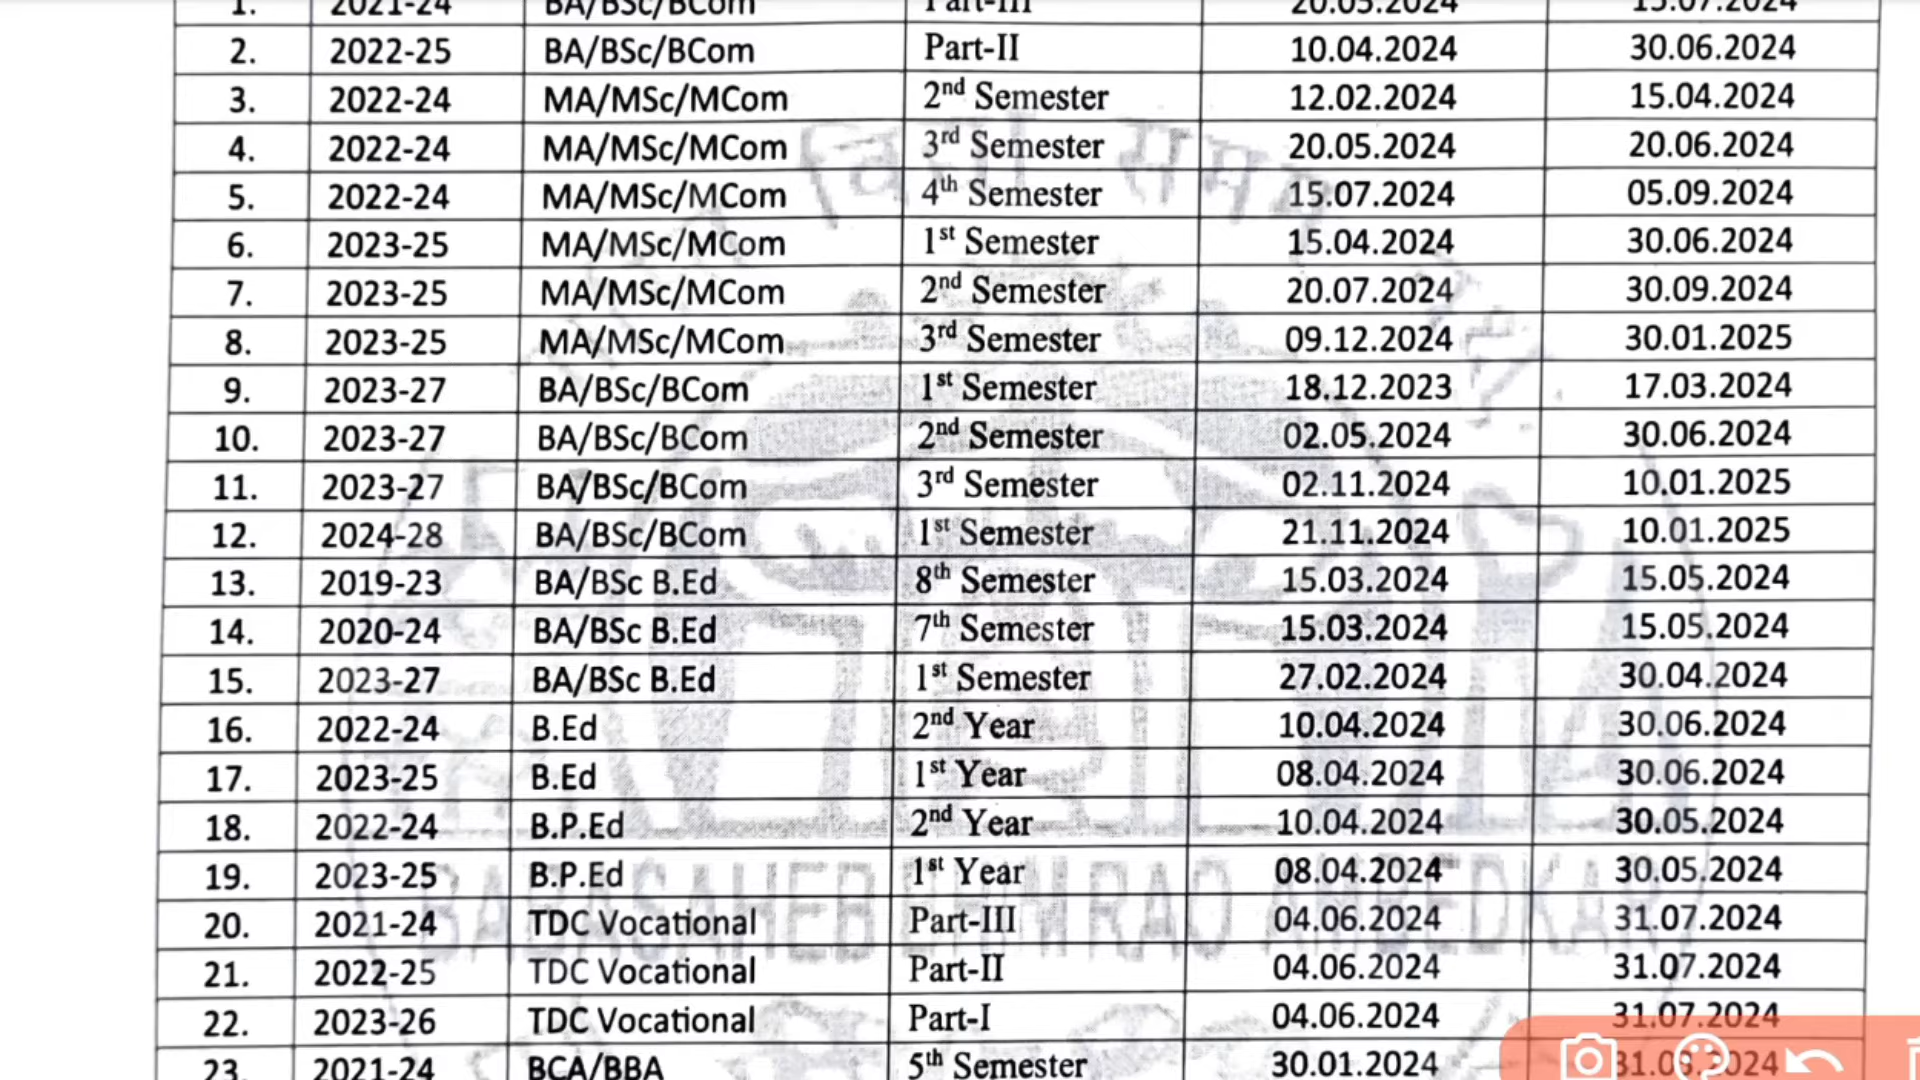 1. 2021-24 BA/BSc/BCom Part-III 20.03.2024 15.07.2024
2. 2022-25 BA/BSc/BCom Part-II 10.04.2024 30.06.2024
3. 2022-24 MA/MSc/MCom 2nd Semester 12.02.2024 15.04.2024
4. 2022-24 MA/MSc/MCom 3rd Semester 20.05.2024 20.06.2024
5. 2022-24 MA/MSc/MCom 4th Semester 15.07.2024 05.09.2024
6. 2023-25 MA/MSc/MCom 1st Semester 15.04.2024 30.06.2024
7. 2023-25 MA/MSc/MCom 2nd Semester 20.07.2024 30.09.2024
8. 2023-25 MA/MSc/MCom 3rd Semester 09.12.2024 30.01.2025
9. 2023-27 BA/BSc/BCom 1st Semester 18.12.2023 17.03.2024
10. 2023-27 BA/BSc/BCom 2nd Semester 02.05.2024 30.06.2024
11. 2023-27 BA/BSc/BCom 3rd Semester 02.11.2024 10.01.2025
12. 2024-28 BA/BSc/BCom 1st Semester 21.11.2024 10.01.2025
13. 2019-23 BA/BSc B.Ed 8th Semester 15.03.2024 15.05.2024
14. 2020-24 BA/BSc B.Ed 7th Semester 15.03.2024 15.05.2024
15. 2023-27 BA/BSc B.Ed 1st Semester 27.02.2024 30.04.2024
16. 2022-24 B.Ed 2nd Year 10.04.2024 30.06.2024
17. 2023-25 B.Ed 1st Year 08.04.2024 30.06.2024
18. 2022-24 B.P.Ed 2nd Year 10.04.2024 30.05.2024
19. 2023-25 B.P.Ed 1st Year 08.04.2024 30.05.2024
BABASAHEB BHIMRAO AMBEDKAR
20. 2021-24 TDC Vocational Part-III 04.06.2024 31.07.2024
21. 2022-25 TDC Vocational Part-II 04.06.2024 31.07.2024
22. 2023-26 TDC Vocational Part-I 04.06.2024 31.07.2024
23. 2021-24 BCA/BBA 5th Semester 30.01.2024